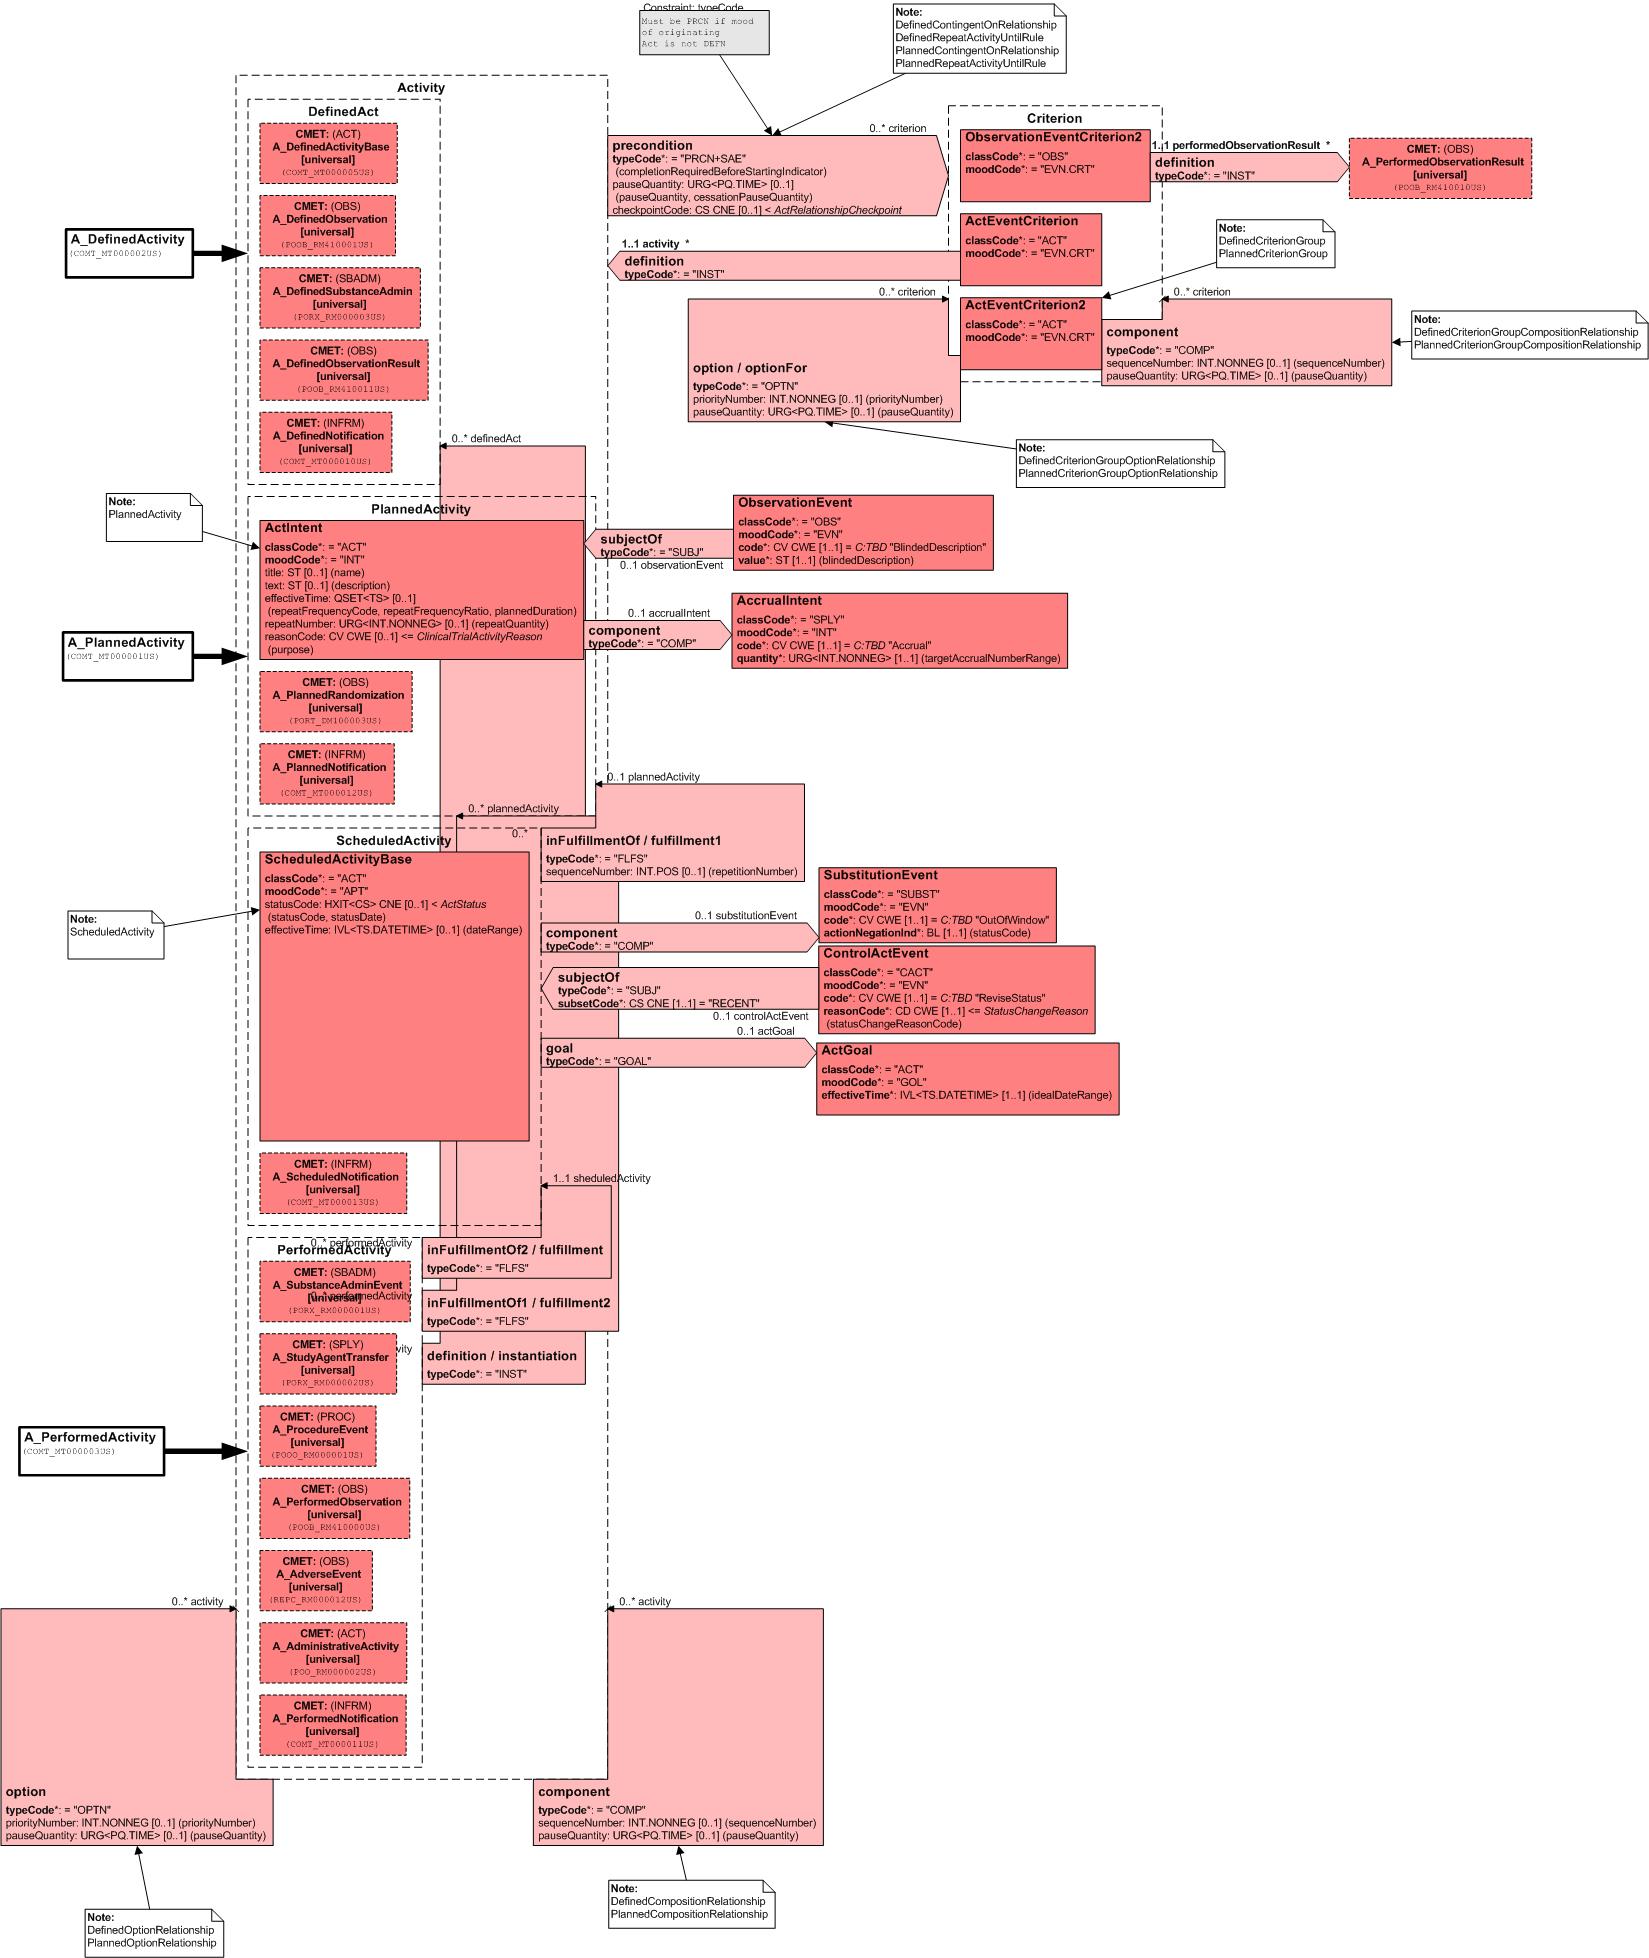 Constraint: typeCode
Must be PRCN if mood
of originating
Act is not DEFN
Note:
DefinedContingentOnRelationship
DefinedRepeatActivityUntilRule
PlannedContingentOnRelationship
PlannedRepeatActivityUntilRule
Activity
DefinedAct
CMET: (ACT)
A_DefinedActivityBase
[universal]
(COMT_MT000005US)
CMET: (OBS)
A_DefinedObservation
[universal]
(POOB_RM410001US)
CMET: (SBADM)
A_DefinedSubstanceAdmin
[universal]
(PORX_RM000003US)
CMET: (OBS)
A_DefinedObservationResult
[universal]
(POOB_RM410011US)
CMET: (INFRM)
A_DefinedNotification
[universal]
(COMT_MT000010US)
A_DefinedActivity
(COMT_MT000002US)
0..* criterion
precondition
typeCode*: = "PRCN+SAE"
(completionRequiredBeforeStartingIndicator)
pauseQuantity: URG<PQ.TIME> [0..1]
(pauseQuantity, cessationPauseQuantity)
checkpointCode: CS CNE [0..1] < ActRelationshipCheckpoint
Criterion
ObservationEventCriterion2
classCode*: = "OBS"
moodCode*: = "EVN.CRT"
1..1 performedObservationResult *
definition
typeCode*: = "INST"
CMET: (OBS)
A_PerformedObservationResult
[universal]
(POOB_RM410010US)
ActEventCriterion
classCode*: = "ACT"
moodCode*: = "EVN.CRT"
1..1 activity *
definition
typeCode*: = "INST"
Note:
DefinedCriterionGroup
PlannedCriterionGroup
0..* criterion
ActEventCriterion2
classCode*: = "ACT"
moodCode*: = "EVN.CRT"
0..* criterion
component
typeCode*: = "COMP"
sequenceNumber: INT.NONNEG [0..1] (sequenceNumber)
pauseQuantity: URG<PQ.TIME> [0..1] (pauseQuantity)
Note:
DefinedCriterionGroupCompositionRelationship
PlannedCriterionGroupCompositionRelationship
option / optionFor
typeCode*: = "OPTN"
priorityNumber: INT.NONNEG [0..1] (priorityNumber)
pauseQuantity: URG<PQ.TIME> [0..1] (pauseQuantity)
Note:
DefinedCriterionGroupOptionRelationship
PlannedCriterionGroupOptionRelationship
0..* definedAct
Note:
PlannedActivity
PlannedActivity
ActIntent
classCode*: = "ACT"
moodCode*: = "INT"
title: ST [0..1] (name)
text: ST [0..1] (description)
effectiveTime: QSET<TS> [0..1]
(repeatFrequencyCode, repeatFrequencyRatio, plannedDuration)
repeatNumber: URG<INT.NONNEG> [0..1] (repeatQuantity)
reasonCode: CV CWE [0..1] <= ClinicalTrialActivityReason
(purpose)
A_PlannedActivity
(COMT_MT000001US)
subjectOf
typeCode*: = "SUBJ"
0..1 observationEvent
ObservationEvent
classCode*: = "OBS"
moodCode*: = "EVN"
code*: CV CWE [1..1] = C:TBD "BlindedDescription"
value*: ST [1..1] (blindedDescription)
0..1 accrualIntent
component
typeCode*: = "COMP"
AccrualIntent
classCode*: = "SPLY"
moodCode*: = "INT"
code*: CV CWE [1..1] = C:TBD "Accrual"
quantity*: URG<INT.NONNEG> [1..1] (targetAccrualNumberRange)
CMET: (OBS)
A_PlannedRandomization
[universal]
(PORT_DM100003US)
CMET: (INFRM)
A_PlannedNotification
[universal]
(COMT_MT000012US)
0..1 plannedActivity
0..* plannedActivity
0..*
inFulfillmentOf / fulfillment1
typeCode*: = "FLFS"
sequenceNumber: INT.POS [0..1] (repetitionNumber)
ScheduledActivity
ScheduledActivityBase
classCode*: = "ACT"
moodCode*: = "APT"
statusCode: HXIT<CS> CNE [0..1] < ActStatus
(statusCode, statusDate)
effectiveTime: IVL<TS.DATETIME> [0..1] (dateRange)
Note:
ScheduledActivity
0..1 substitutionEvent
component
typeCode*: = "COMP"
SubstitutionEvent
classCode*: = "SUBST"
moodCode*: = "EVN"
code*: CV CWE [1..1] = C:TBD "OutOfWindow"
actionNegationInd*: BL [1..1] (statusCode)
subjectOf
typeCode*: = "SUBJ"
subsetCode*: CS CNE [1..1] = "RECENT"
0..1 controlActEvent
ControlActEvent
classCode*: = "CACT"
moodCode*: = "EVN"
code*: CV CWE [1..1] = C:TBD "ReviseStatus"
reasonCode*: CD CWE [1..1] <= StatusChangeReason
(statusChangeReasonCode)
0..1 actGoal
goal
typeCode*: = "GOAL"
ActGoal
classCode*: = "ACT"
moodCode*: = "GOL"
effectiveTime*: IVL<TS.DATETIME> [1..1] (idealDateRange)
CMET: (INFRM)
A_ScheduledNotification
[universal]
(COMT_MT000013US)
1..1 sheduledActivity
0..* performedActivity
PerformedActivity
inFulfillmentOf2 / fulfillment
typeCode*: = "FLFS"
CMET: (SBADM)
A_SubstanceAdminEvent
[universal]
(PORX_RM000001US)
0..* performedActivity
inFulfillmentOf1 / fulfillment2
typeCode*: = "FLFS"
CMET: (SPLY)
A_StudyAgentTransfer
[universal]
(PORX_RM000002US)
vity
definition / instantiation
typeCode*: = "INST"
CMET: (PROC)
A_ProcedureEvent
[universal]
(POOO_RM000001US)
A_PerformedActivity
(COMT_MT000003US)
CMET: (OBS)
A_PerformedObservation
[universal]
(POOB_RM410000US)
CMET: (OBS)
A_AdverseEvent
[universal]
(REPC_RM000012US)
CMET: (ACT)
A_AdministrativeActivity
[universal]
(POO_RM000002US)
CMET: (INFRM)
A_PerformedNotification
[universal]
(COMT_MT000011US)
0..* activity
option
typeCode*: = "OPTN"
priorityNumber: INT.NONNEG [0..1] (priorityNumber)
pauseQuantity: URG<PQ.TIME> [0..1] (pauseQuantity)
0..* activity
component
typeCode*: = "COMP"
sequenceNumber: INT.NONNEG [0..1] (sequenceNumber)
pauseQuantity: URG<PQ.TIME> [0..1] (pauseQuantity)
Note:
DefinedOptionRelationship
PlannedOptionRelationship
Note:
DefinedCompositionRelationship
PlannedCompositionRelationship